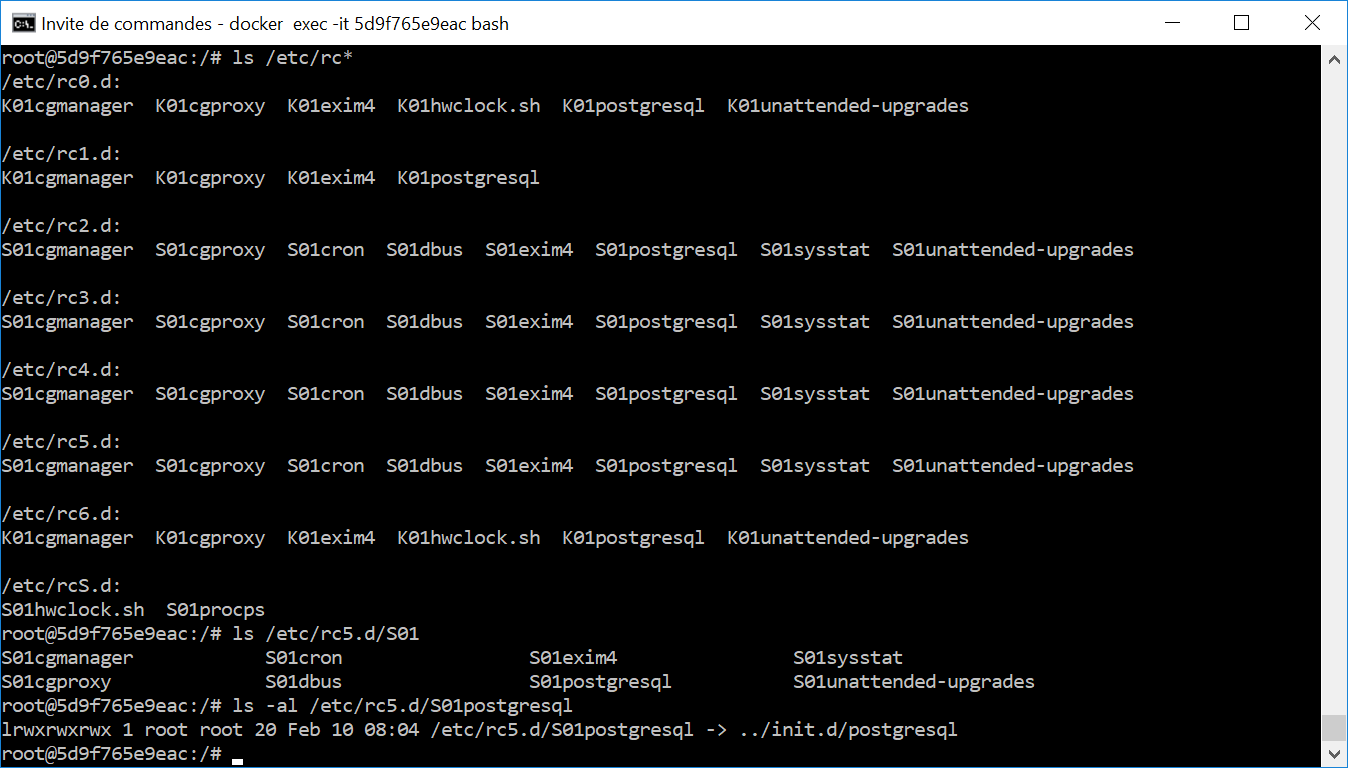 Invite de commandes - docker  exec -it 5d9f765e9eac bash
root@5d9f765e9eac:/# ls /etc/rc*
/etc/rc0.d:
K01cgmanager  K01cgproxy  K01exim4  K01hwclock.sh  K01postgresql  K01unattended-upgrades
/etc/rc1.d:
K01cgmanager  K01cgproxy  K01exim4  K01postgresql
/etc/rc2.d:
S01cgmanager  S01cgproxy  S01cron  S01dbus  S01exim4  S01postgresql  S01sysstat  S01unattended-upgrades
/etc/rc3.d:
S01cgmanager  S01cgproxy  S01cron  S01dbus  S01exim4  S01postgresql  S01sysstat  S01unattended-upgrades
/etc/rc4.d:
S01cgmanager  S01cgproxy  S01cron  S01dbus  S01exim4  S01postgresql  S01sysstat  S01unattended-upgrades
/etc/rc5.d:
S01cgmanager  S01cgproxy  S01cron  S01dbus  S01exim4  S01postgresql  S01sysstat  S01unattended-upgrades
/etc/rc6.d:
K01cgmanager  K01cgproxy  K01exim4  K01hwclock.sh  K01postgresql  K01unattended-upgrades
/etc/rcS.d:
S01hwclock.sh  S01procps
root@5d9f765e9eac:/# ls /etc/rc5.d/S01
S01cgmanager            S01cron                 S01exim4                S01sysstat
S01cgproxy              S01dbus                 S01postgresql           S01unattended-upgrades
root@5d9f765e9eac:/# ls -al /etc/rc5.d/S01postgresql
lrwxrwxrwx 1 root root 20 Feb 10 08:04 /etc/rc5.d/S01postgresql -> ../init.d/postgresql
root@5d9f765e9eac:/#